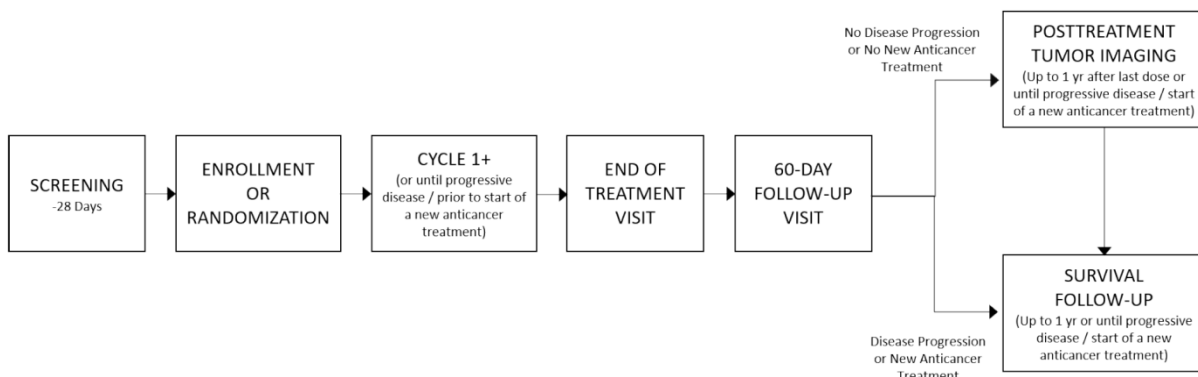 SCREENING
-28 Days
ENROLLMENT
OR
RANDOMIZATION
CYCLE 1+
(or until progressive
disease / prior to start of
a new anticancer
treatment)
END OF
TREATMENT
VISIT
60-DAY
FOLLOW-UP
VISIT
No Disease Progression
or No New Anticancer
Treatment
POSTTREATMENT
TUMOR IMAGING
(Up to 1 yr after last dose or
until progressive disease / start
of a new anticancer treatment)
Disease Progression
or New Anticancer
Treatment
SURVIVAL
FOLLOW-UP
(Up to 1 yr or until progressive
disease / start of a new
anticancer treatment)